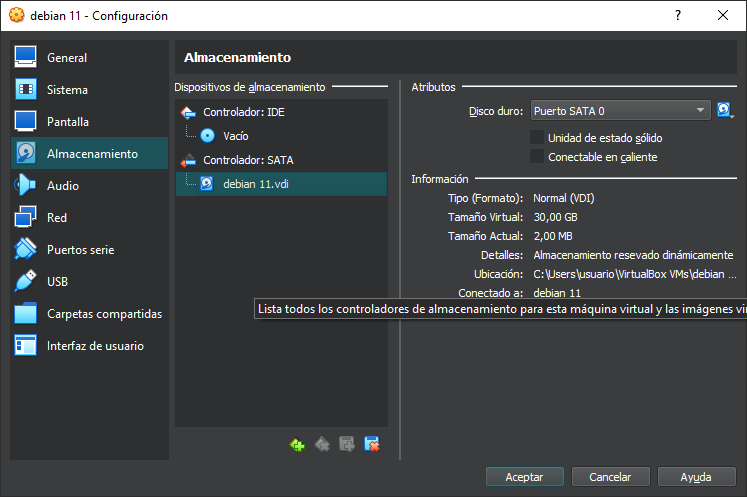 debian 11 - Configuración
?
General
Sistema
Pantalla
Almacenamiento
Audio
Red
Puertos serie
USB
Carpetas compartidas
Interfaz de usuario
Almacenamiento
Dispositivos de almacenamiento
Controlador: IDE
Vacío
Controlador: SATA
debian 11.vdi
Atributos
Disco duro: Puerto SATA 0
Unidad de estado sólido
Conectable en caliente
Información
Tipo (Formato): Normal (VDI)
Tamaño Virtual: 30,00 GB
Tamaño Actual: 2,00 MB
Detalles: Almacenamiento resevado dinámicamente
Ubicación: C:\Users\usuario\VirtualBox VMs\debian ...
Conectado a: debian 11
Lista todos los controladores de almacenamiento para esta máquina virtual y las imágenes vir
Aceptar
Cancelar
Ayuda